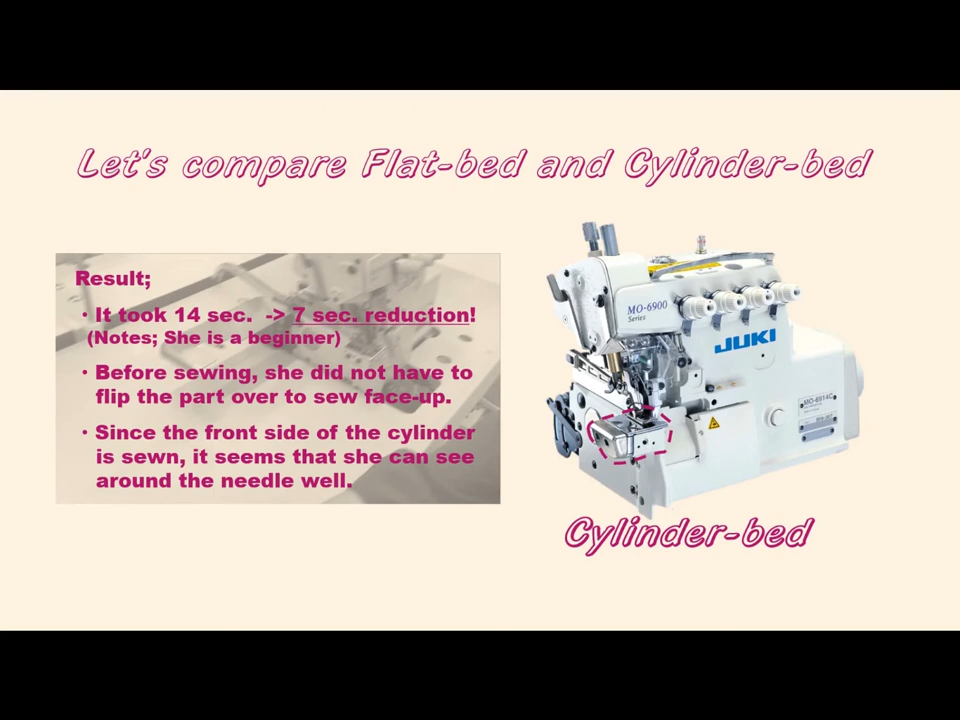 Let's compare Flat-bed and Cylinder-bed
Result;
・It took 14 sec. -> 7 sec. reduction!
(Notes; She is a beginner)
・Before sewing, she did not have to
flip the part over to sew face-up.
・Since the front side of the cylinder
is sewn, it seems that she can see
around the needle well.
MO-6900
Series
JUKI
MO-6914C
Cylinder-bed